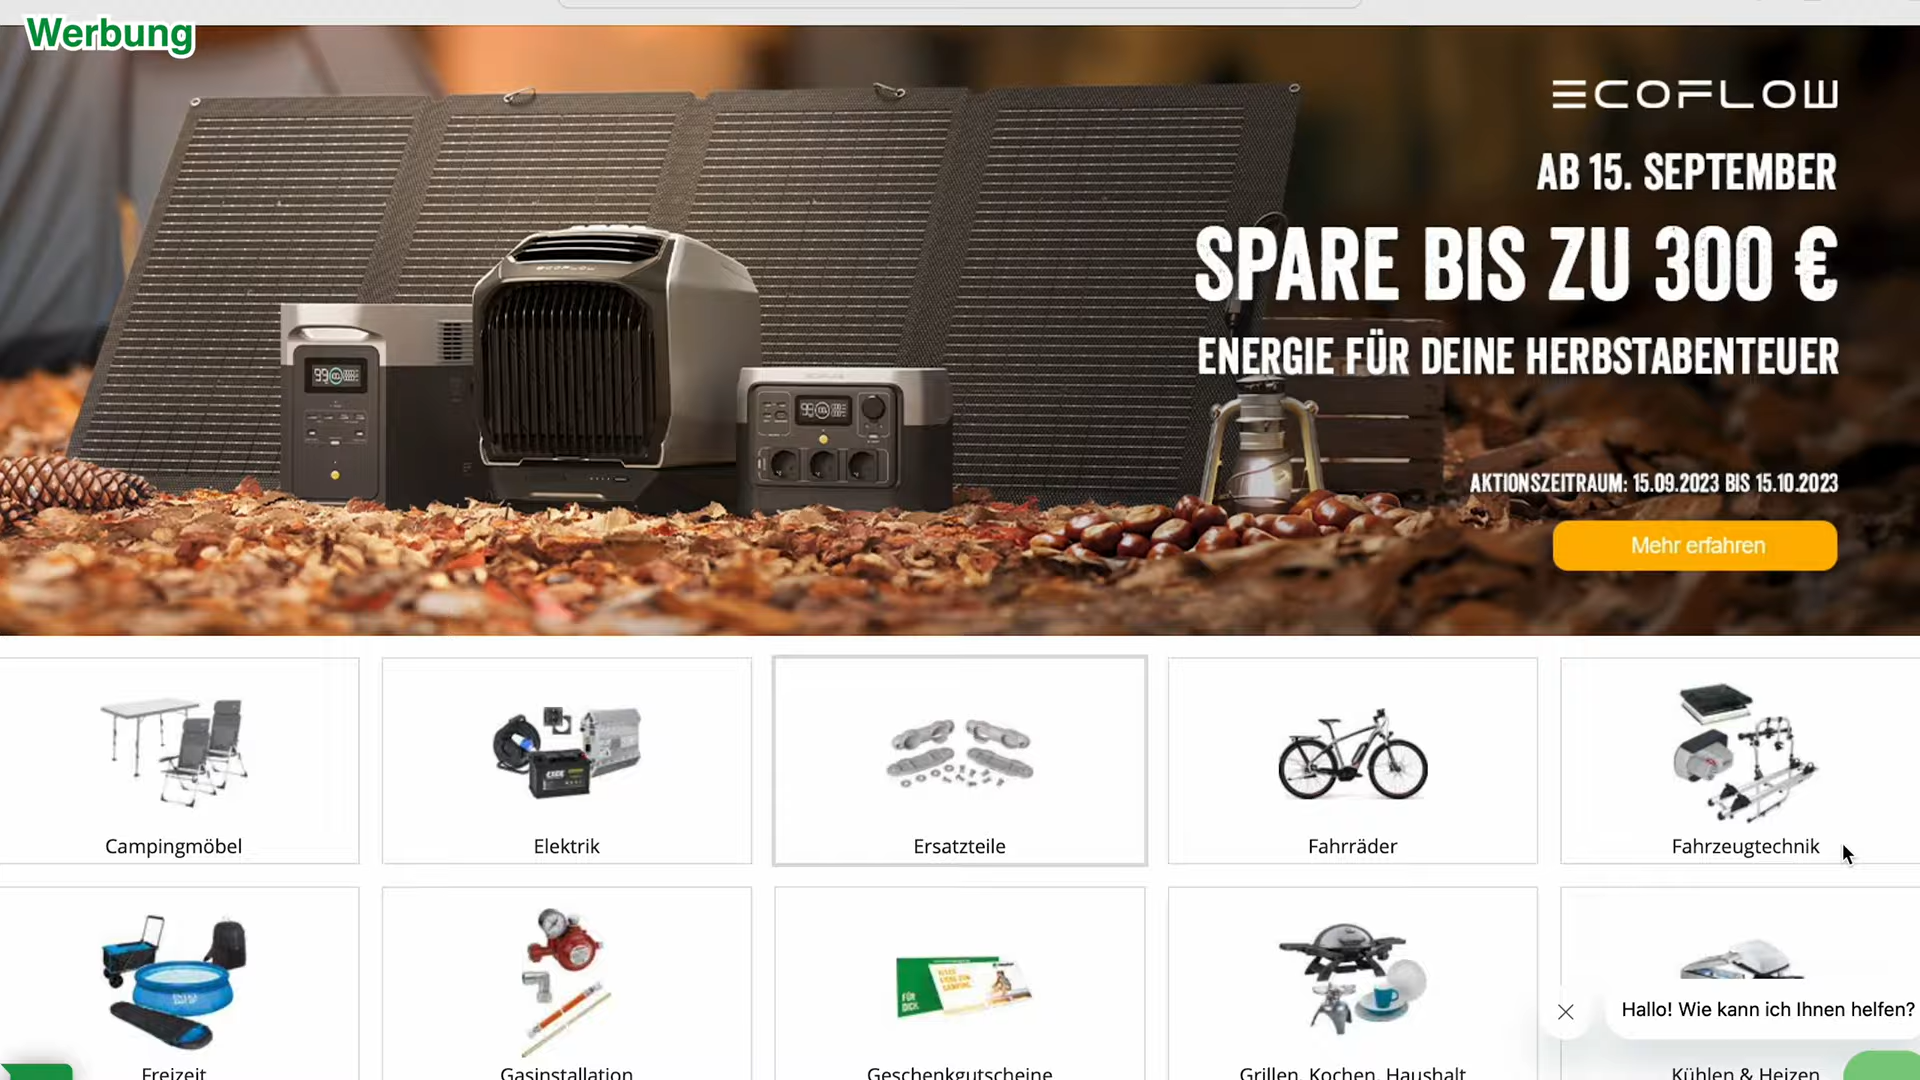 Werbung
ECOFLOW
AB 15. SEPTEMBER
SPARE BIS ZU 300 €
ENERGIE FÜR DEINE HERBSTABENTEUER
AKTIONSZEITRAUM: 15.09.2023 BIS 15.10.2023
Mehr erfahren
Campingmöbel
Elektrik
Ersatzteile
Fahrräder
Fahrzeugtechnik
Freizeit
Gasinstallation
Geschenkgutscheine
Grillen, Kochen, Haushalt
Kühlen & Heizen
Hallo! Wie kann ich Ihnen helfen?